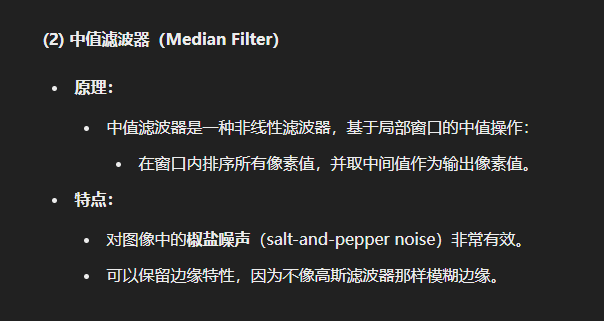 (2) 中值滤波器（Median Filter）
原理：
中值滤波器是一种非线性滤波器，基于局部窗口的中值操作：
在窗口内排序所有像素值，并取中间值作为输出像素值。
特点：
对图像中的椒盐噪声（salt-and-pepper noise）非常有效。
可以保留边缘特性，因为不像高斯滤波器那样模糊边缘。